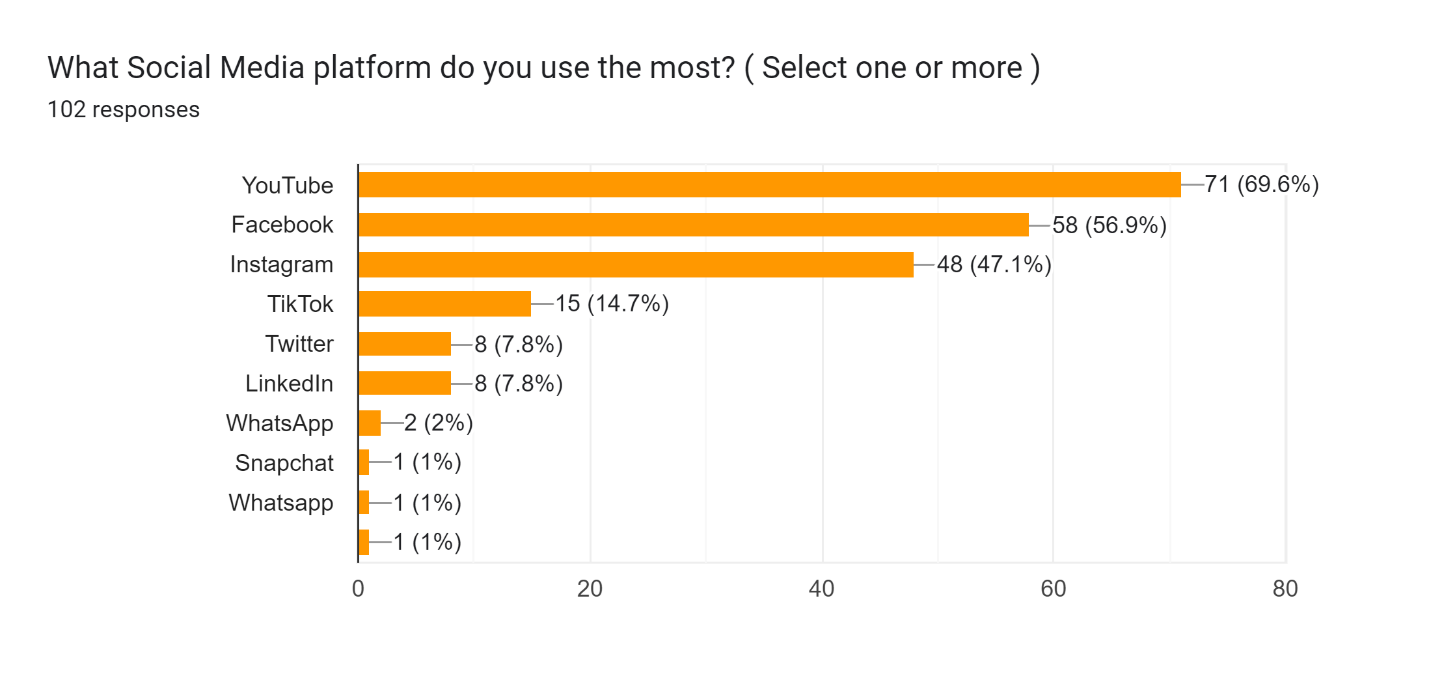 What Social Media platform do you use the most? ( Select one or more )
102 responses
YouTube 71 (69.6%)
Facebook 58 (56.9%)
Instagram 48 (47.1%)
TikTok 15 (14.7%)
Twitter 8 (7.8%)
LinkedIn 8 (7.8%)
WhatsApp 2 (2%)
Snapchat 1 (1%)
Whatsapp 1 (1%)
1 (1%)
0 20 40 60 80